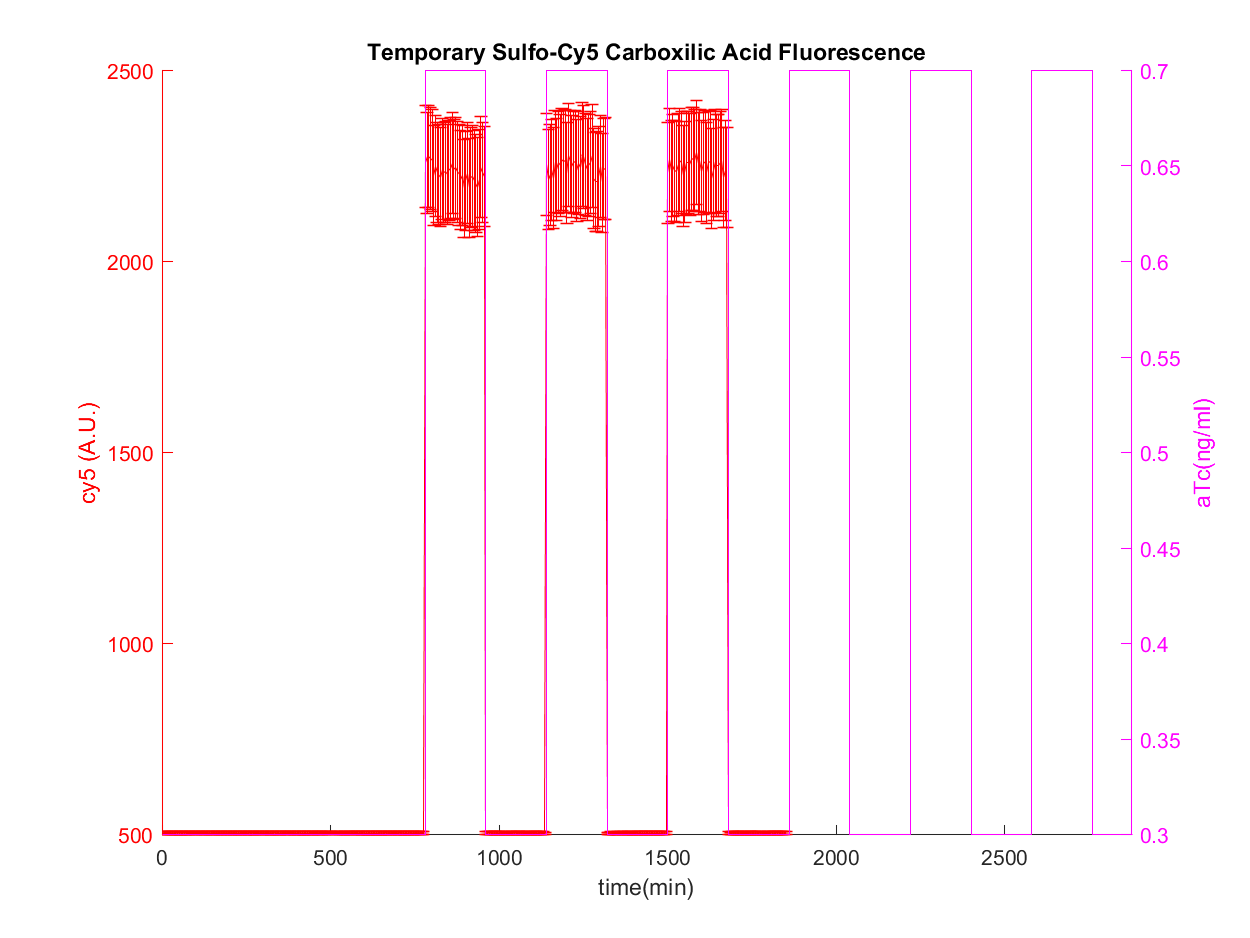 Temporary Sulfo-Cy5 Carboxilic Acid Fluorescence
2500
2000
1500
1000
500
cy5 (A.U.)
0.7
0.65
0.6
0.55
0.5
0.45
0.4
0.35
0.3
aTc(ng/ml)
0 500 1000 1500 2000 2500
time(min)